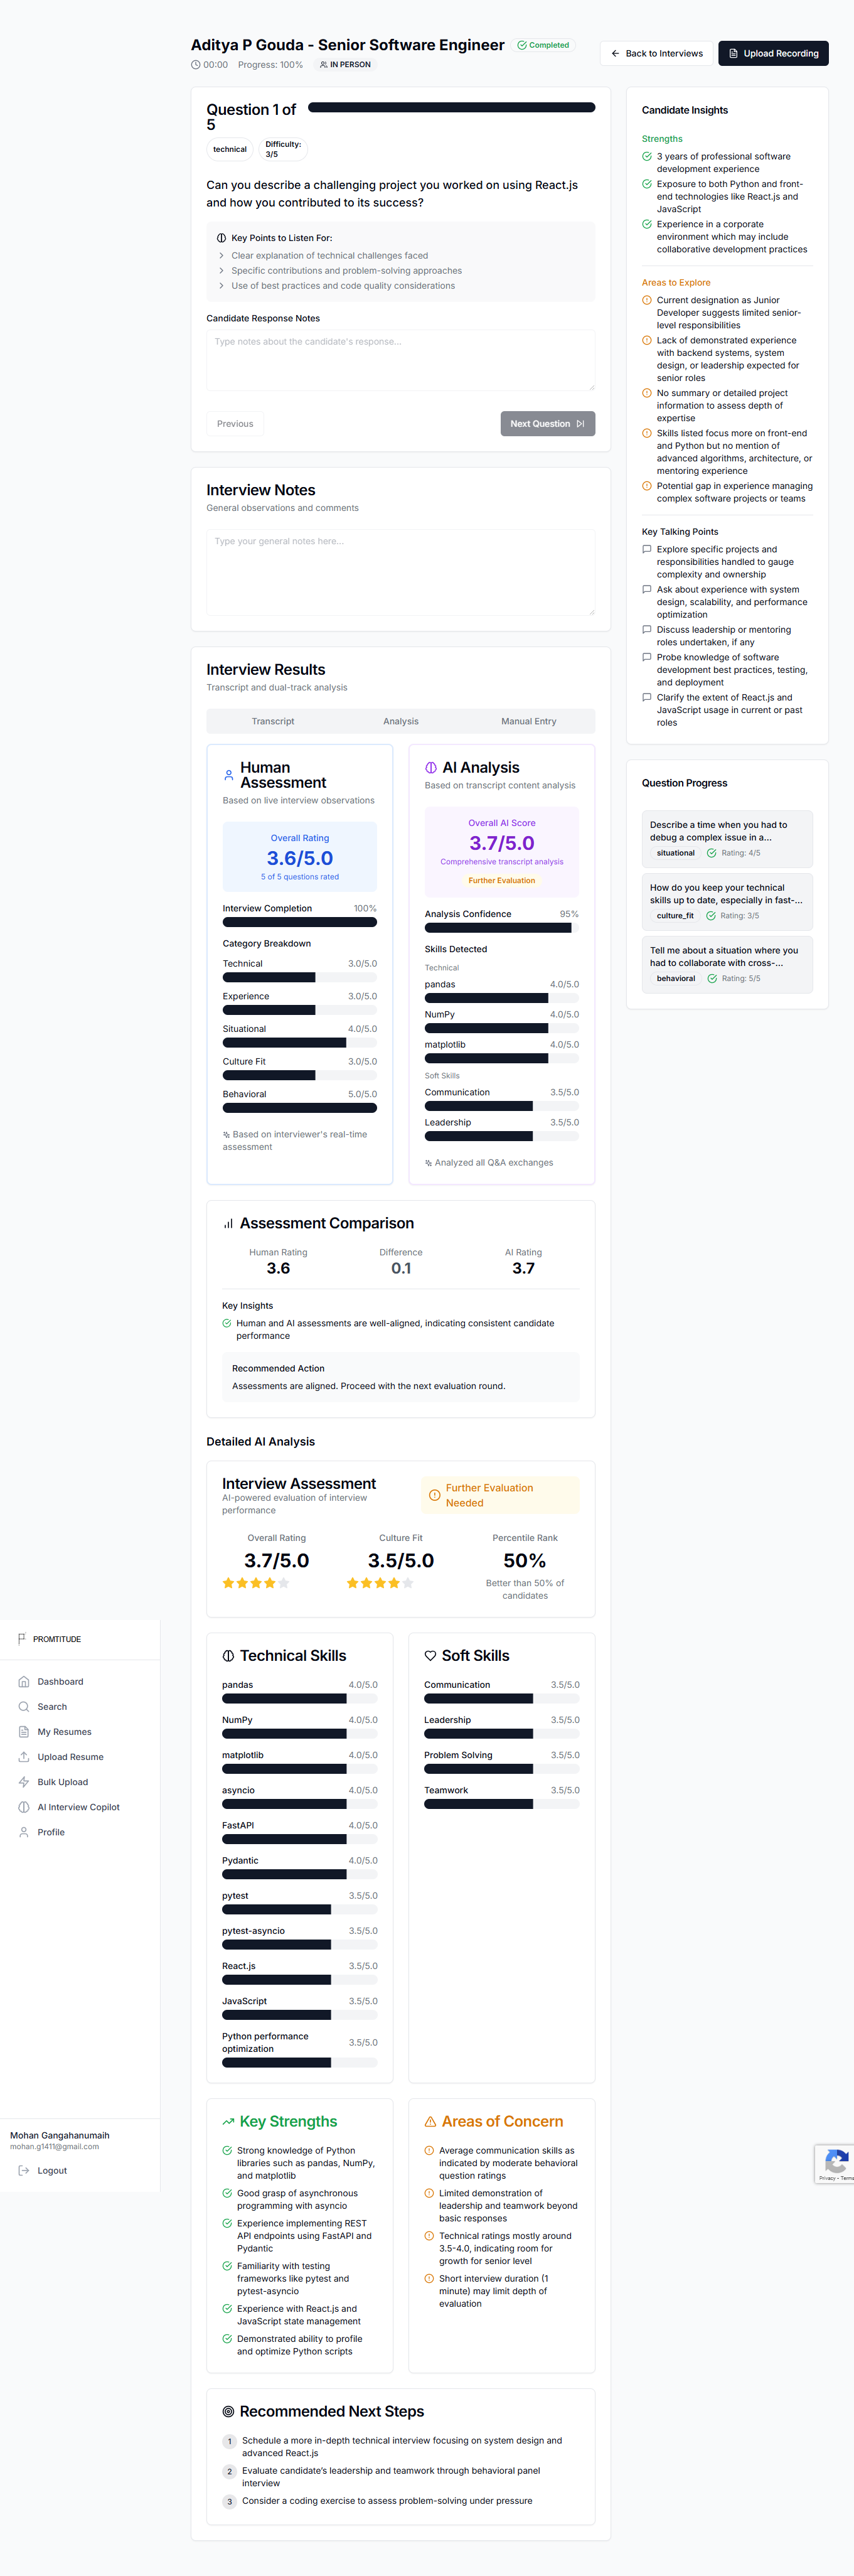 Aditya P Gouda - Senior Software Engineer
Completed
00:00 Progress: 100% IN PERSON
Back to Interviews
Upload Recording
Question 1 of
5
technical
Difficulty:
3/5
Can you describe a challenging project you worked on using React.js
and how you contributed to its success?
Key Points to Listen For:
Clear explanation of technical challenges faced
Specific contributions and problem-solving approaches
Use of best practices and code quality considerations
Candidate Response Notes
Type notes about the candidate's response...
Previous
Next Question
Interview Notes
General observations and comments
Type your general notes here...
Interview Results
Transcript and dual-track analysis
Transcript Analysis Manual Entry
Human
Assessment
Based on live interview observations
Overall Rating
3.6/5.0
5 of 5 questions rated
Interview Completion 100%
Category Breakdown
Technical 3.0/5.0
Experience 3.0/5.0
Situational 4.0/5.0
Culture Fit 3.0/5.0
Behavioral 5.0/5.0
Based on interviewer's real-time
assessment
AI Analysis
Based on transcript content analysis
Overall AI Score
3.7/5.0
Comprehensive transcript analysis
Further Evaluation
Analysis Confidence 95%
Skills Detected
Technical
pandas 4.0/5.0
NumPy 4.0/5.0
matplotlib 4.0/5.0
Soft Skills
Communication 3.5/5.0
Leadership 3.5/5.0
Analyzed all Q&A exchanges
Assessment Comparison
Human Rating Difference AI Rating
3.6 0.1 3.7
Key Insights
Human and AI assessments are well-aligned, indicating consistent candidate
performance
Recommended Action
Assessments are aligned. Proceed with the next evaluation round.
Detailed AI Analysis
Interview Assessment
AI-powered evaluation of interview
performance
Further Evaluation
Needed
Overall Rating Culture Fit Percentile Rank
3.7/5.0 3.5/5.0 50%
Better than 50% of
candidates
Technical Skills
pandas 4.0/5.0
NumPy 4.0/5.0
matplotlib 4.0/5.0
asyncio 4.0/5.0
FastAPI 4.0/5.0
Pydantic 4.0/5.0
pytest 3.5/5.0
pytest-asyncio 3.5/5.0
React.js 3.5/5.0
JavaScript 3.5/5.0
Python performance
optimization 3.5/5.0
Soft Skills
Communication 3.5/5.0
Leadership 3.5/5.0
Problem Solving 3.5/5.0
Teamwork 3.5/5.0
Key Strengths
Strong knowledge of Python
libraries such as pandas, NumPy,
and matplotlib
Good grasp of asynchronous
programming with asyncio
Experience implementing REST
API endpoints using FastAPI and
Pydantic
Familiarity with testing
frameworks like pytest and
pytest-asyncio
Experience with React.js and
JavaScript state management
Demonstrated ability to profile
and optimize Python scripts
Areas of Concern
Average communication skills as
indicated by moderate behavioral
question ratings
Limited demonstration of
leadership and teamwork beyond
basic responses
Technical ratings mostly around
3.5-4.0, indicating room for
growth for senior level
Short interview duration (1
minute) may limit depth of
evaluation
Recommended Next Steps
1 Schedule a more in-depth technical interview focusing on system design and
advanced React.js
2 Evaluate candidate's leadership and teamwork through behavioral panel
interview
3 Consider a coding exercise to assess problem-solving under pressure
Candidate Insights
Strengths
3 years of professional software
development experience
Exposure to both Python and front-
end technologies like React.js and
JavaScript
Experience in a corporate
environment which may include
collaborative development practices
Areas to Explore
Current designation as Junior
Developer suggests limited senior-
level responsibilities
Lack of demonstrated experience
with backend systems, system
design, or leadership expected for
senior roles
No summary or detailed project
information to assess depth of
expertise
Skills listed focus more on front-end
and Python but no mention of
advanced algorithms, architecture, or
mentoring experience
Potential gap in experience managing
complex software projects or teams
Key Talking Points
Explore specific projects and
responsibilities handled to gauge
complexity and ownership
Ask about experience with system
design, scalability, and performance
optimization
Discuss leadership or mentoring
roles undertaken, if any
Probe knowledge of software
development best practices, testing,
and deployment
Clarify the extent of React.js and
JavaScript usage in current or past
roles
Question Progress
Describe a time when you had to
debug a complex issue in a...
situational Rating: 4/5
How do you keep your technical
skills up to date, especially in fast-...
culture_fit Rating: 3/5
Tell me about a situation where you
had to collaborate with cross-...
behavioral Rating: 5/5
PROMTITUDE
Dashboard
Search
My Resumes
Upload Resume
Bulk Upload
AI Interview Copilot
Profile
Mohan Gangahanumaih
mohan.g1411@gmail.com
Logout
Privacy - Terms